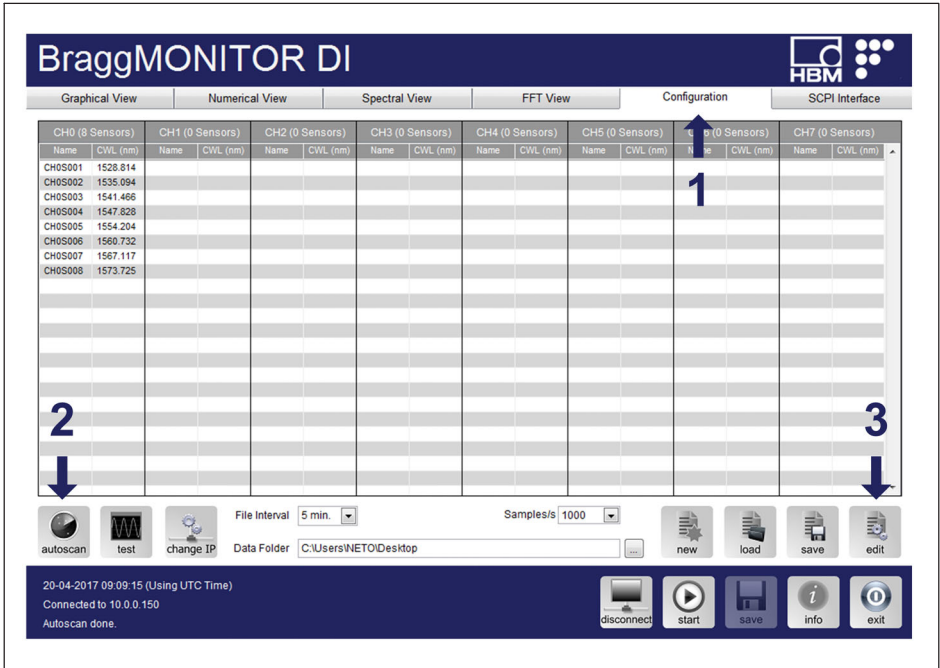 BraggMONITOR DI
HBM
Graphical View Numerical View Spectral View FFT View Configuration SCPI Interface
CH0 (8 Sensors) CH1 (0 Sensors) CH2 (0 Sensors) CH3 (0 Sensors) CH4 (0 Sensors) CH5 (0 Sensors) (0 Sensors) CH7 (0 Sensors)
Name CWL (nm) Name CWL (nm) Name CWL (nm) Name CWL (nm) Name CWL (nm) Name CWL (nm) CWL (nm) Name CWL (nm)
CH0S001 1528.814
CH0S002 1535.094
CH0S003 1541.466
CH0S004 1547.828
CH0S005 1554.204
CH0S006 1560.732
CH0S007 1567.117
CH0S008 1573.725
1
2
3
File Interval 5 min. Samples/s 1000
Data Folder C:\Users\NETO\Desktop ...
autoscan test change IP new load save edit
20-04-2017 09:09:15 (Using UTC Time)
Connected to 10.0.0.150
Autoscan done.
disconnect start save info exit